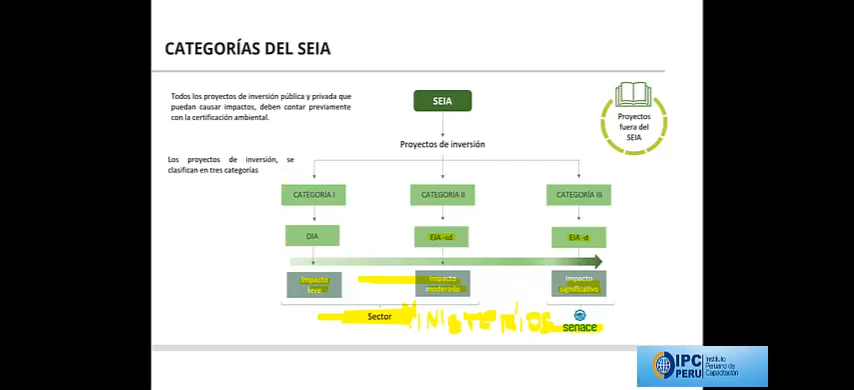 CATEGORÍAS DEL SEIA
Todos los proyectos de inversión pública y privada que
puedan causar impactos, deben contar previamente
con la certificación ambiental.
SEIA
Proyectos
fuera del
SEIA
Proyectos de inversión
Los proyectos de inversión, se
clasifican en tres categorías
CATEGORÍA I
CATEGORÍA II
CATEGORÍA III
DIA
EIA -sd
EIA -d
Impacto
leve
Impacto
moderado
Impacto
significativo
Sector
MINISTERIOS
senace
IPC
PERU
Instituto
Peruano de
Capacitación